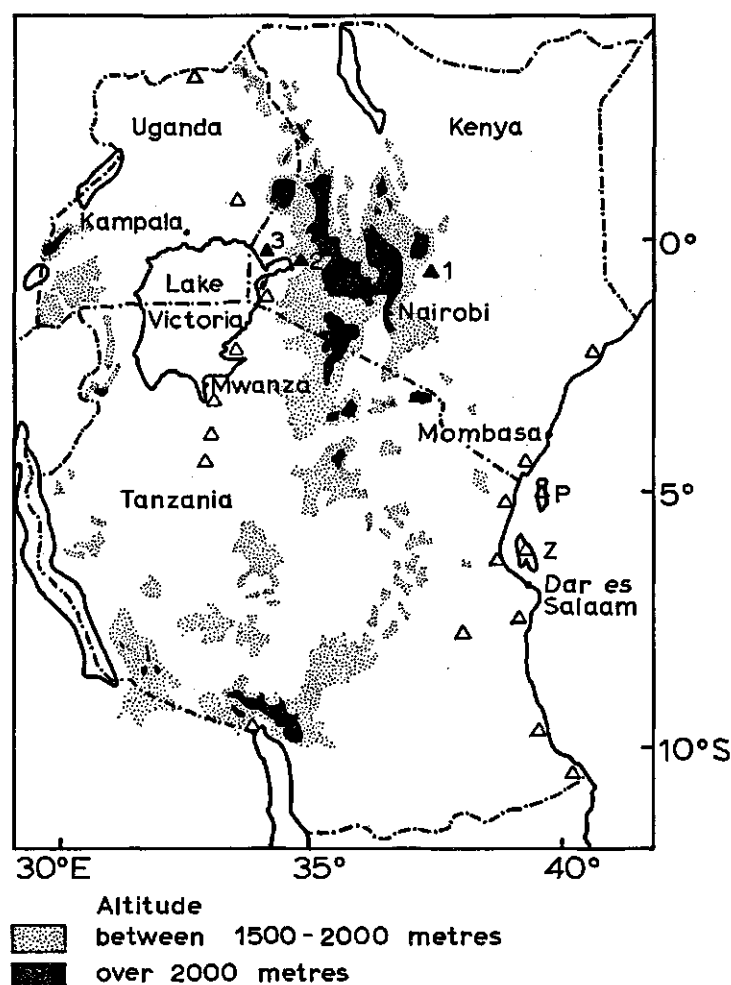 Uganda
Kenya
Kampala
3
2
1
0°
Lake
Victoria
Nairobi
Mwanza
Mombasa
Tanzania
P
5°
Z
Dar es
Salaam
10°S
30°E
35°
40°
Altitude
between 1500-2000 metres
over 2000 metres